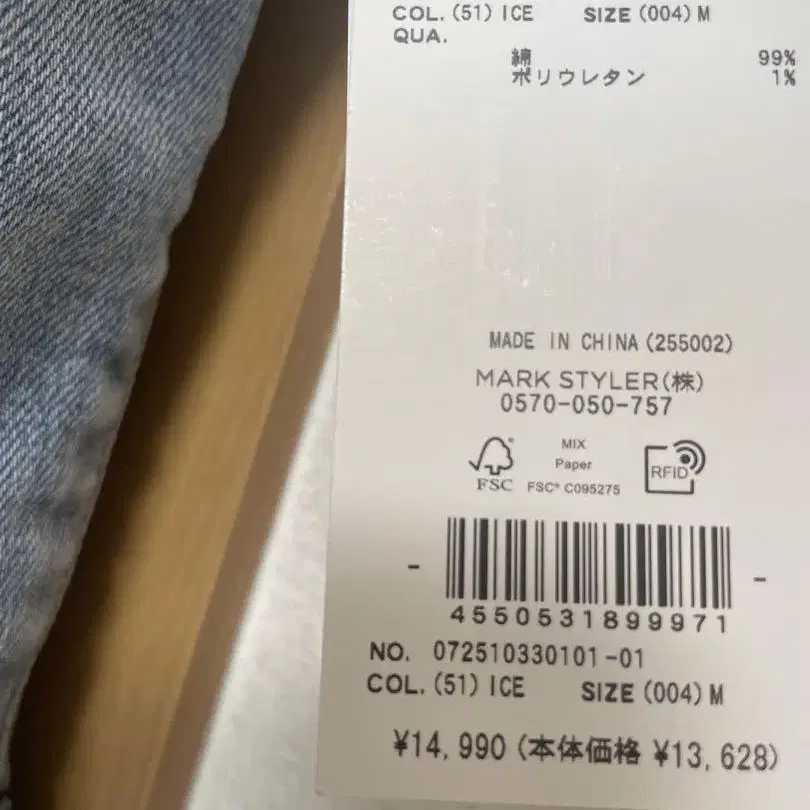 COL.(51)ICE SIZE(004)M
QUA.
綿 99%
ポリウレタン 1%
MADE IN CHINA(255002)
MARK STYLER(株)
0570-050-757
FSC
MIX
Paper
FSC® C095275
RFID
4550531899971
NO. 072510330101-01
COL.(51)ICE SIZE(004)M
¥14,990(本体価格 ¥13,628)